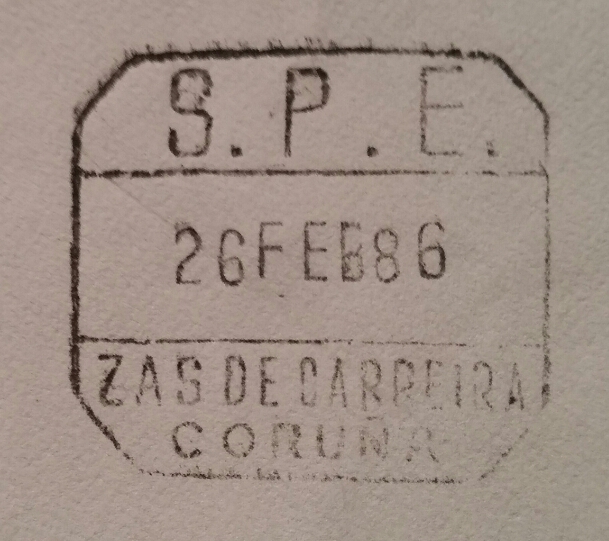 S.P.E.
26FEB86
ZAS DE CARREIRA
CORUÑA